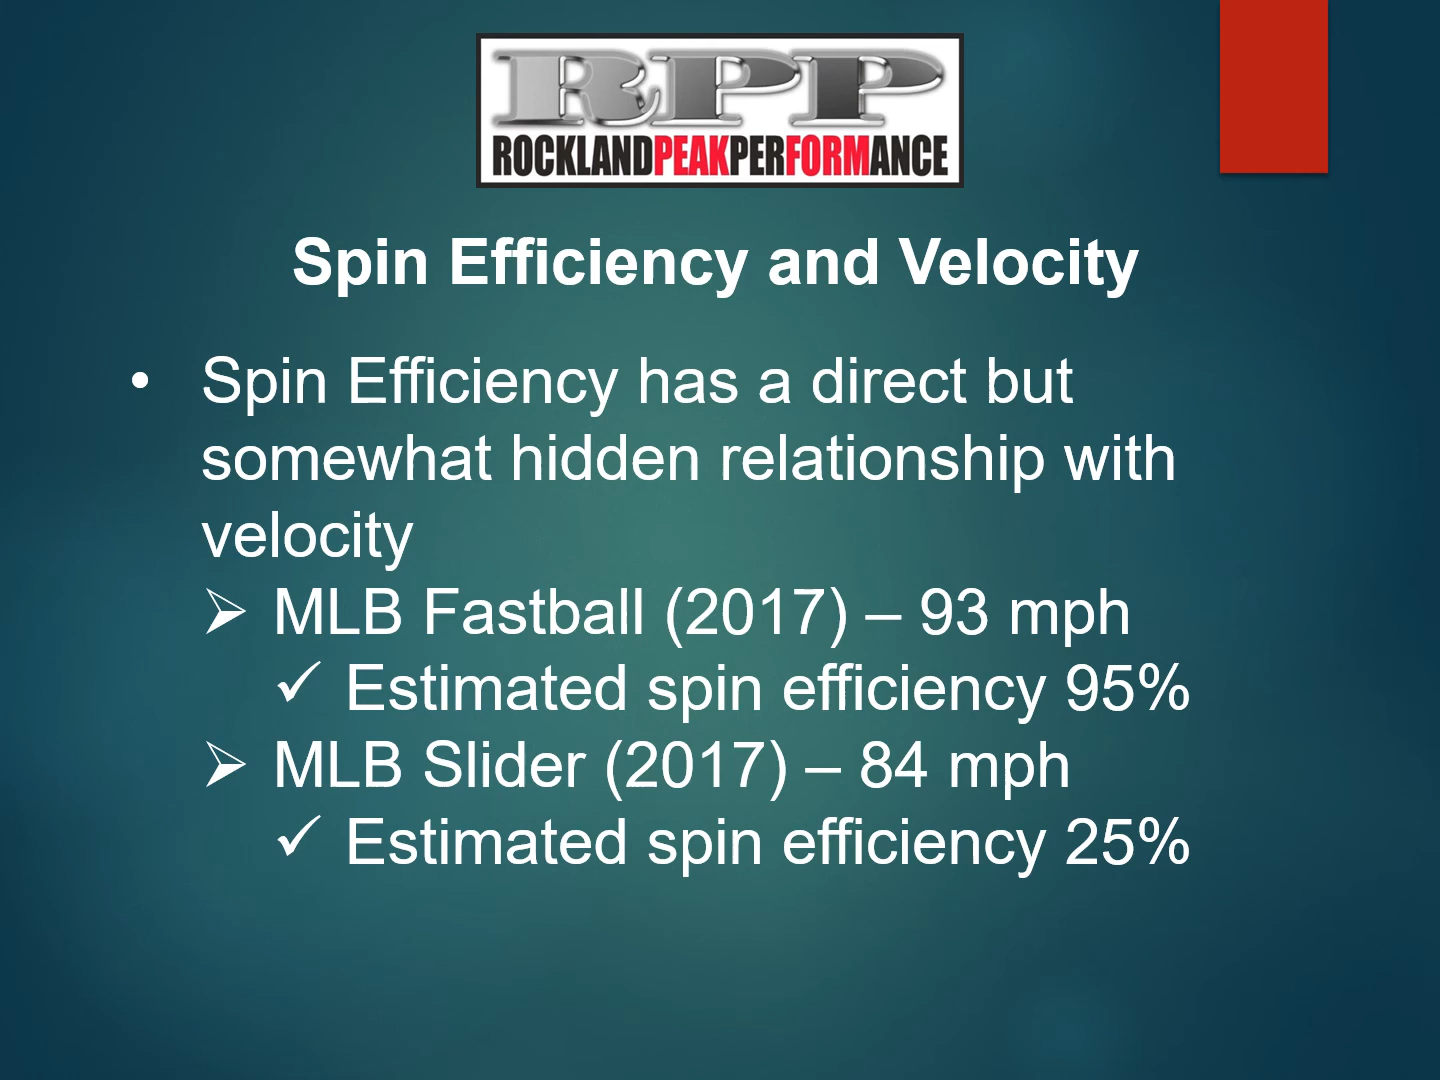 RPP
ROCKLANDPEAKPERFORMANCE
Spin Efficiency and Velocity
• Spin Efficiency has a direct but
somewhat hidden relationship with
velocity
➢ MLB Fastball (2017) – 93 mph
✓ Estimated spin efficiency 95%
➢ MLB Slider (2017) – 84 mph
✓ Estimated spin efficiency 25%